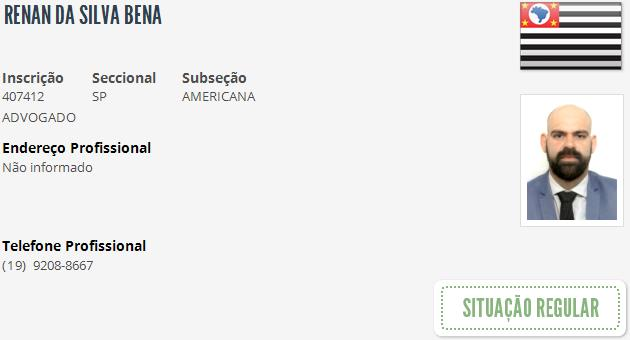 RENAN DA SILVA BENA
Inscrição Seccional Subseção
407412 SP AMERICANA
ADVOGADO
Endereço Profissional
Não informado
Telefone Profissional
(19) 9208-8667
SITUAÇÃO REGULAR